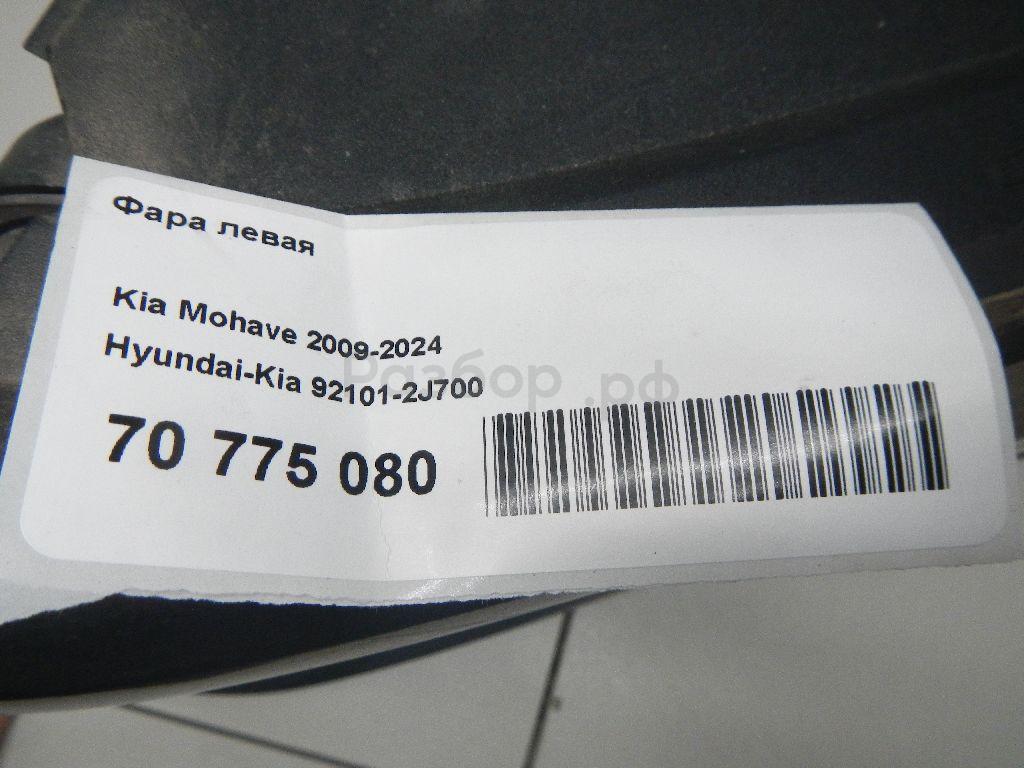 Фара левая
Kia Mohave 2009-2024
Hyundai-Kia 92101-2J700
Разбор.рф
70 775 080